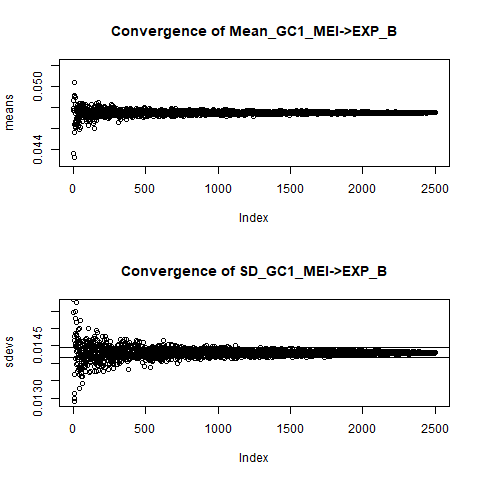 Convergence of Mean_GC1_MEI->EXP_B
means
0.044
0.050
0
500
1000
1500
2000
2500
Index
Convergence of SD_GC1_MEI->EXP_B
sdevs
0.0130
0.0145
0
500
1000
1500
2000
2500
Index